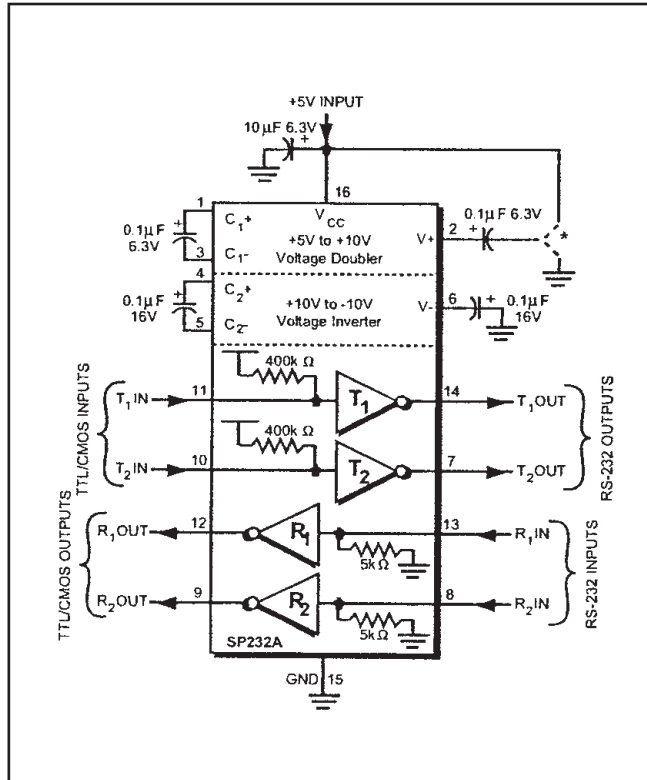 +5V INPUT
10 µF 6.3V +
16
1
VCC
0.1µF 6.3V
+
C1+
+5V to +10V
Voltage Doubler
V+
2
+
0.1µF 6.3V
*
3
C1-
4
C2+
0.1µF 16V
+
+10V to -10V
Voltage Inverter
V-
6
+
0.1µF 16V
5
C2-
400k Ω
TTL/CMOS INPUTS
T1 IN
11
T1
14
T1OUT
RS-232 OUTPUTS
400k Ω
T2 IN
10
T2
7
T2OUT
TTL/CMOS OUTPUTS
R1OUT
12
R1
13
R1IN
RS-232 INPUTS
5kΩ
R2OUT
9
R2
8
R2IN
5kΩ
SP232A
GND 15